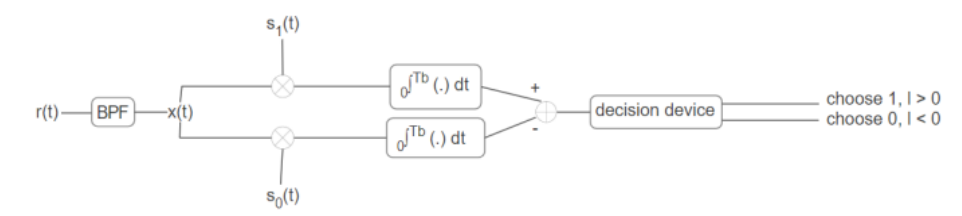 s₁(t)
₀∫ᵀᵇ (.) dt
+
r(t)
BPF
x(t)
decision device
choose 1, l > 0
choose 0, l < 0
-
₀∫ᵀᵇ (.) dt
s₀(t)